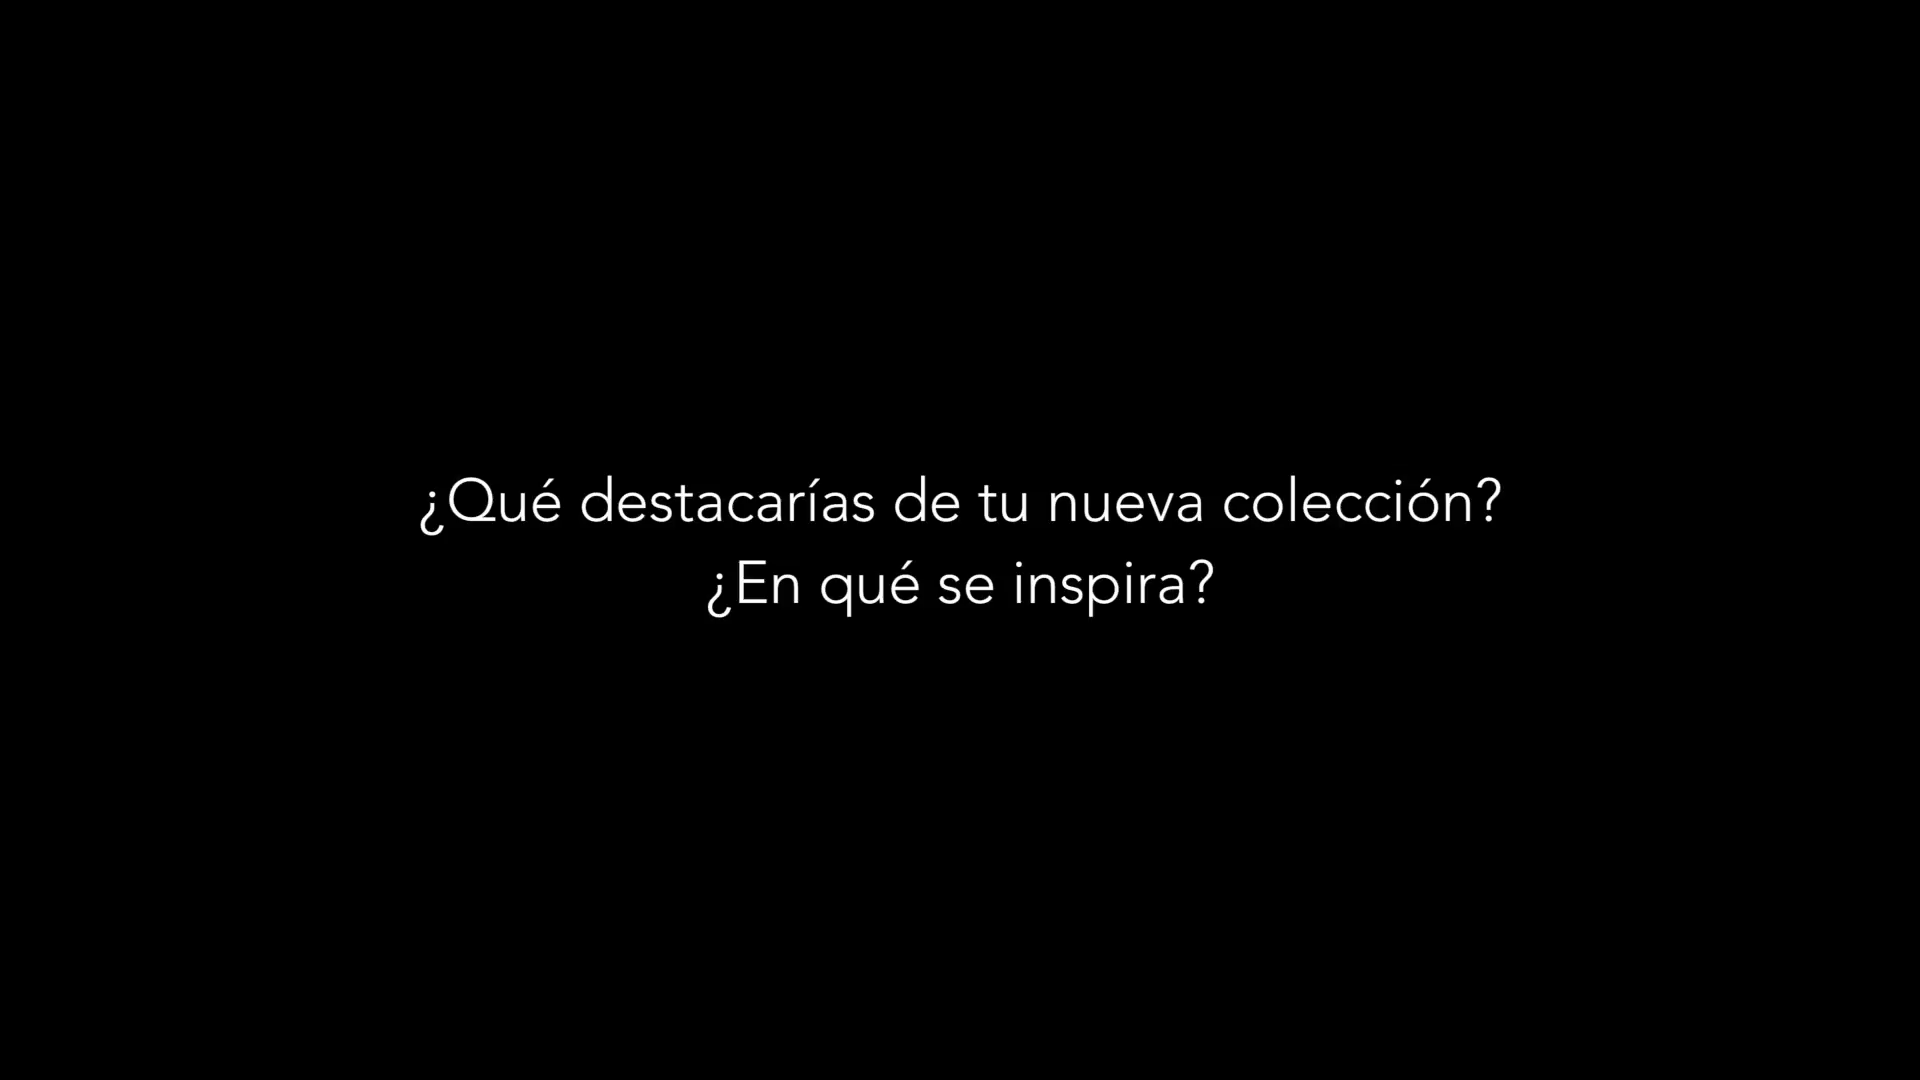 ¿Qué destacarías de tu nueva colección?
¿En qué se inspira?